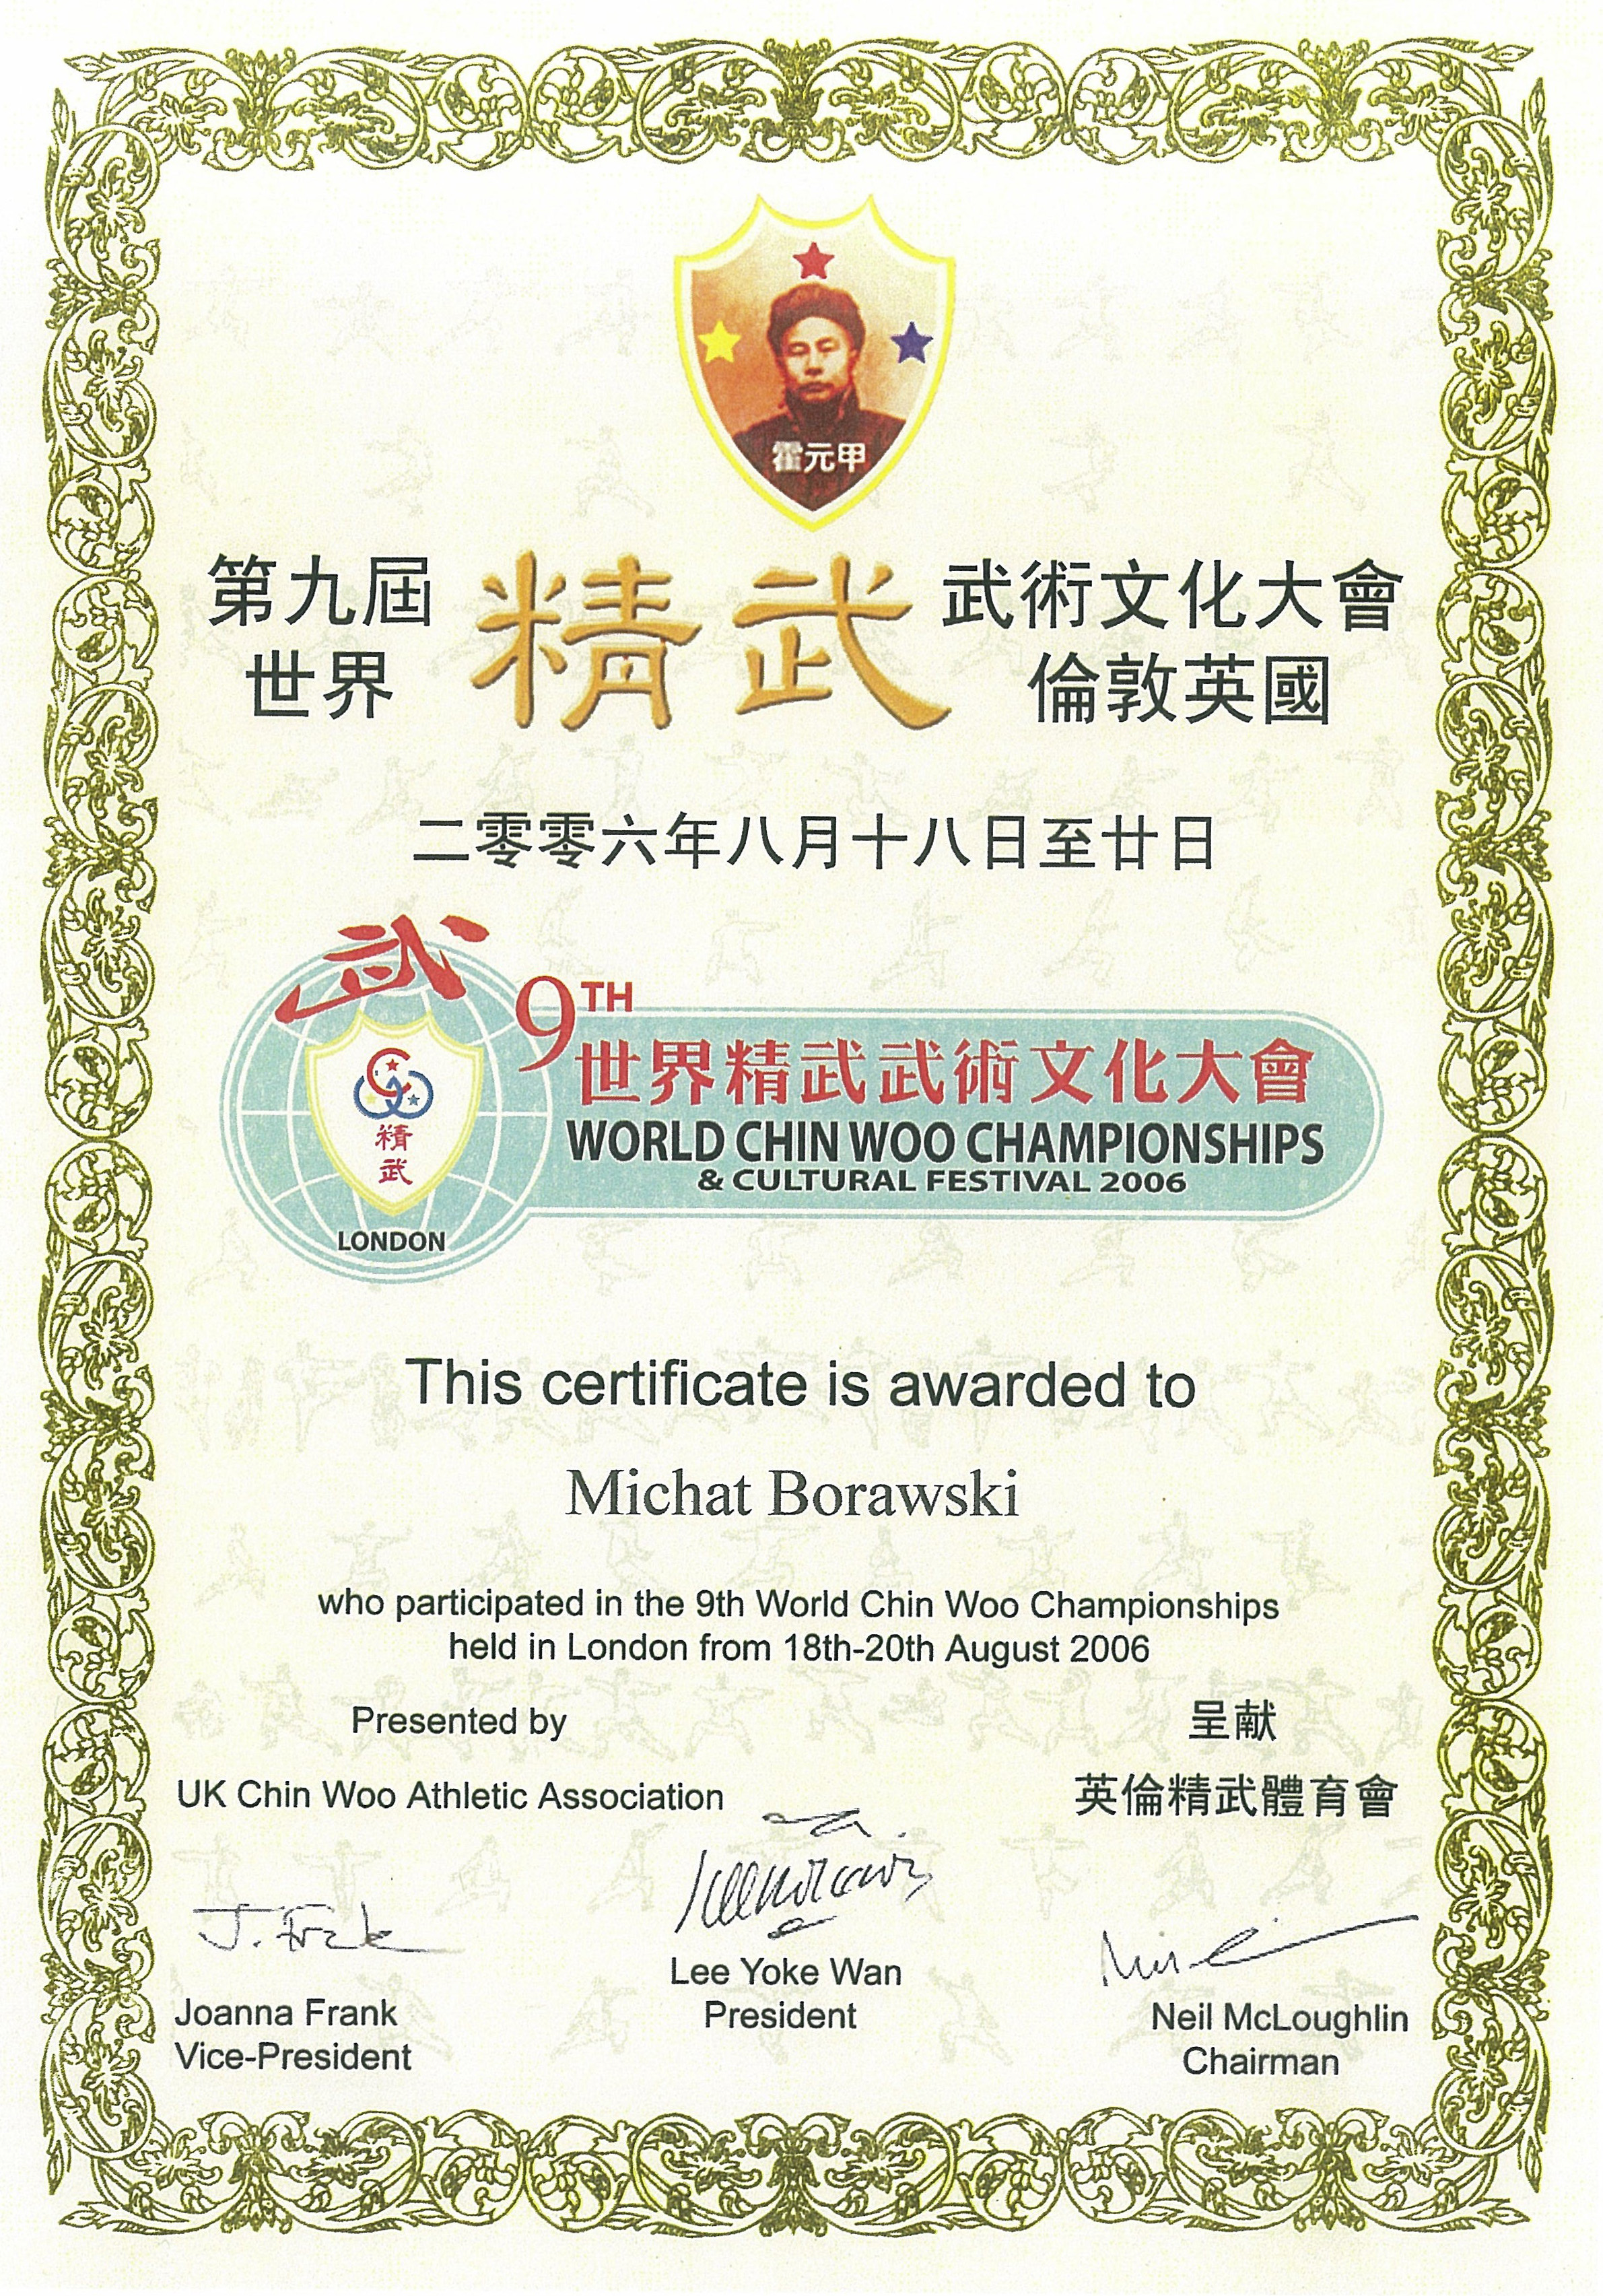 霍元甲
第九屆 精武 武術文化大會
世界 倫敦英國
二零零六年八月十八日至廿日
武
9TH
世界精武武術文化大會
WORLD CHIN WOO CHAMPIONSHIPS
& CULTURAL FESTIVAL 2006
精
武
LONDON
This certificate is awarded to
Michat Borawski
who participated in the 9th World Chin Woo Championships
held in London from 18th-20th August 2006
Presented by 呈献
UK Chin Woo Athletic Association 英倫精武體育會
J. Frank
Lee Yoke Wan
President
Joanna Frank
Vice-President
Neil McLoughlin
Chairman